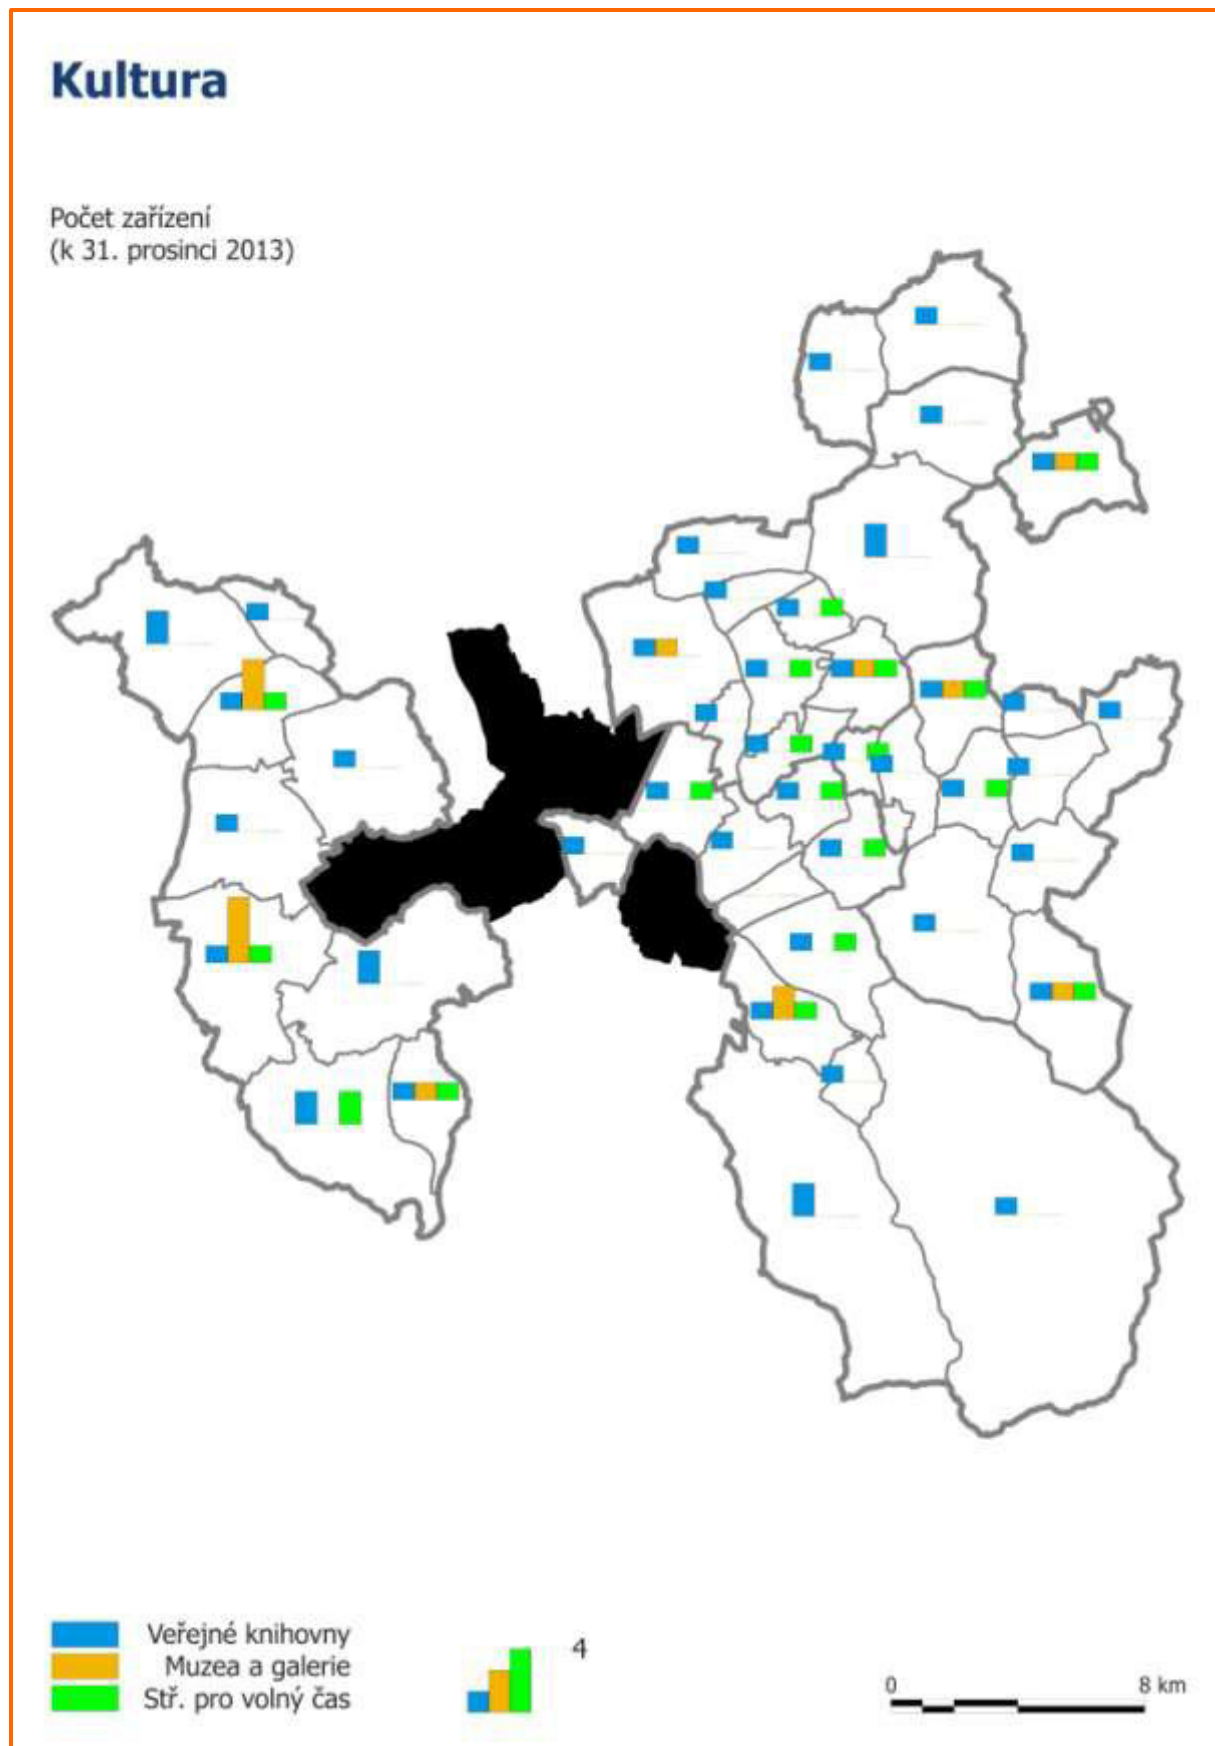 Kultura
Počet zařízení
(k 31. prosinci 2013)
Veřejné knihovny
Muzea a galerie
Stř. pro volný čas
4
0 8 km